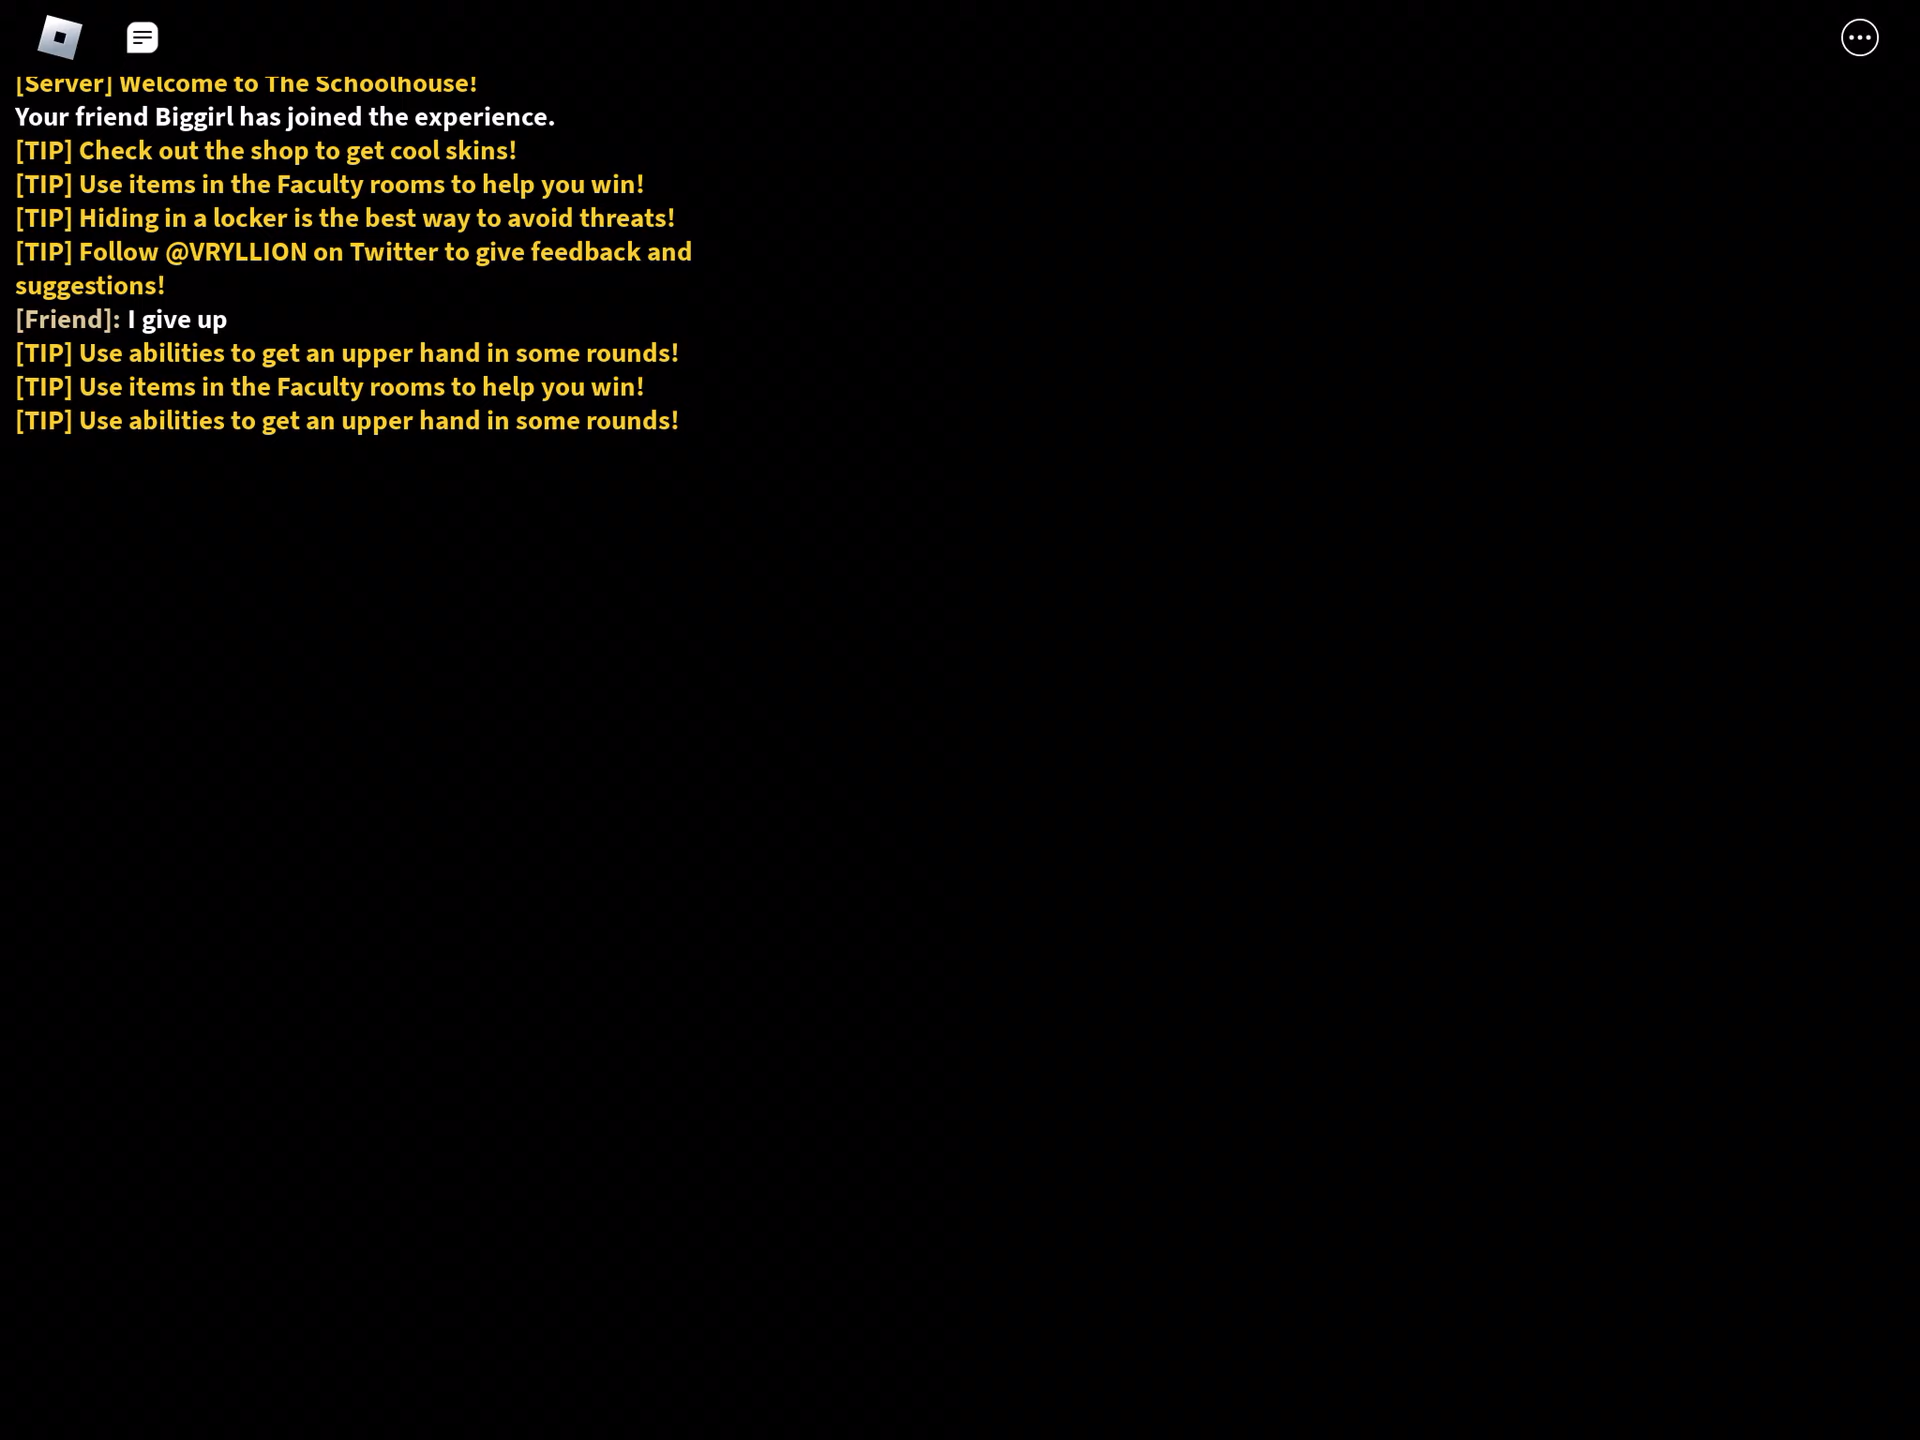 [Server] Welcome to The Schoolhouse!
Your friend Biggirl has joined the experience.
[TIP] Check out the shop to get cool skins!
[TIP] Use items in the Faculty rooms to help you win!
[TIP] Hiding in a locker is the best way to avoid threats!
[TIP] Follow @VRYLLION on Twitter to give feedback and
suggestions!
[Friend]: I give up
[TIP] Use abilities to get an upper hand in some rounds!
[TIP] Use items in the Faculty rooms to help you win!
[TIP] Use abilities to get an upper hand in some rounds!